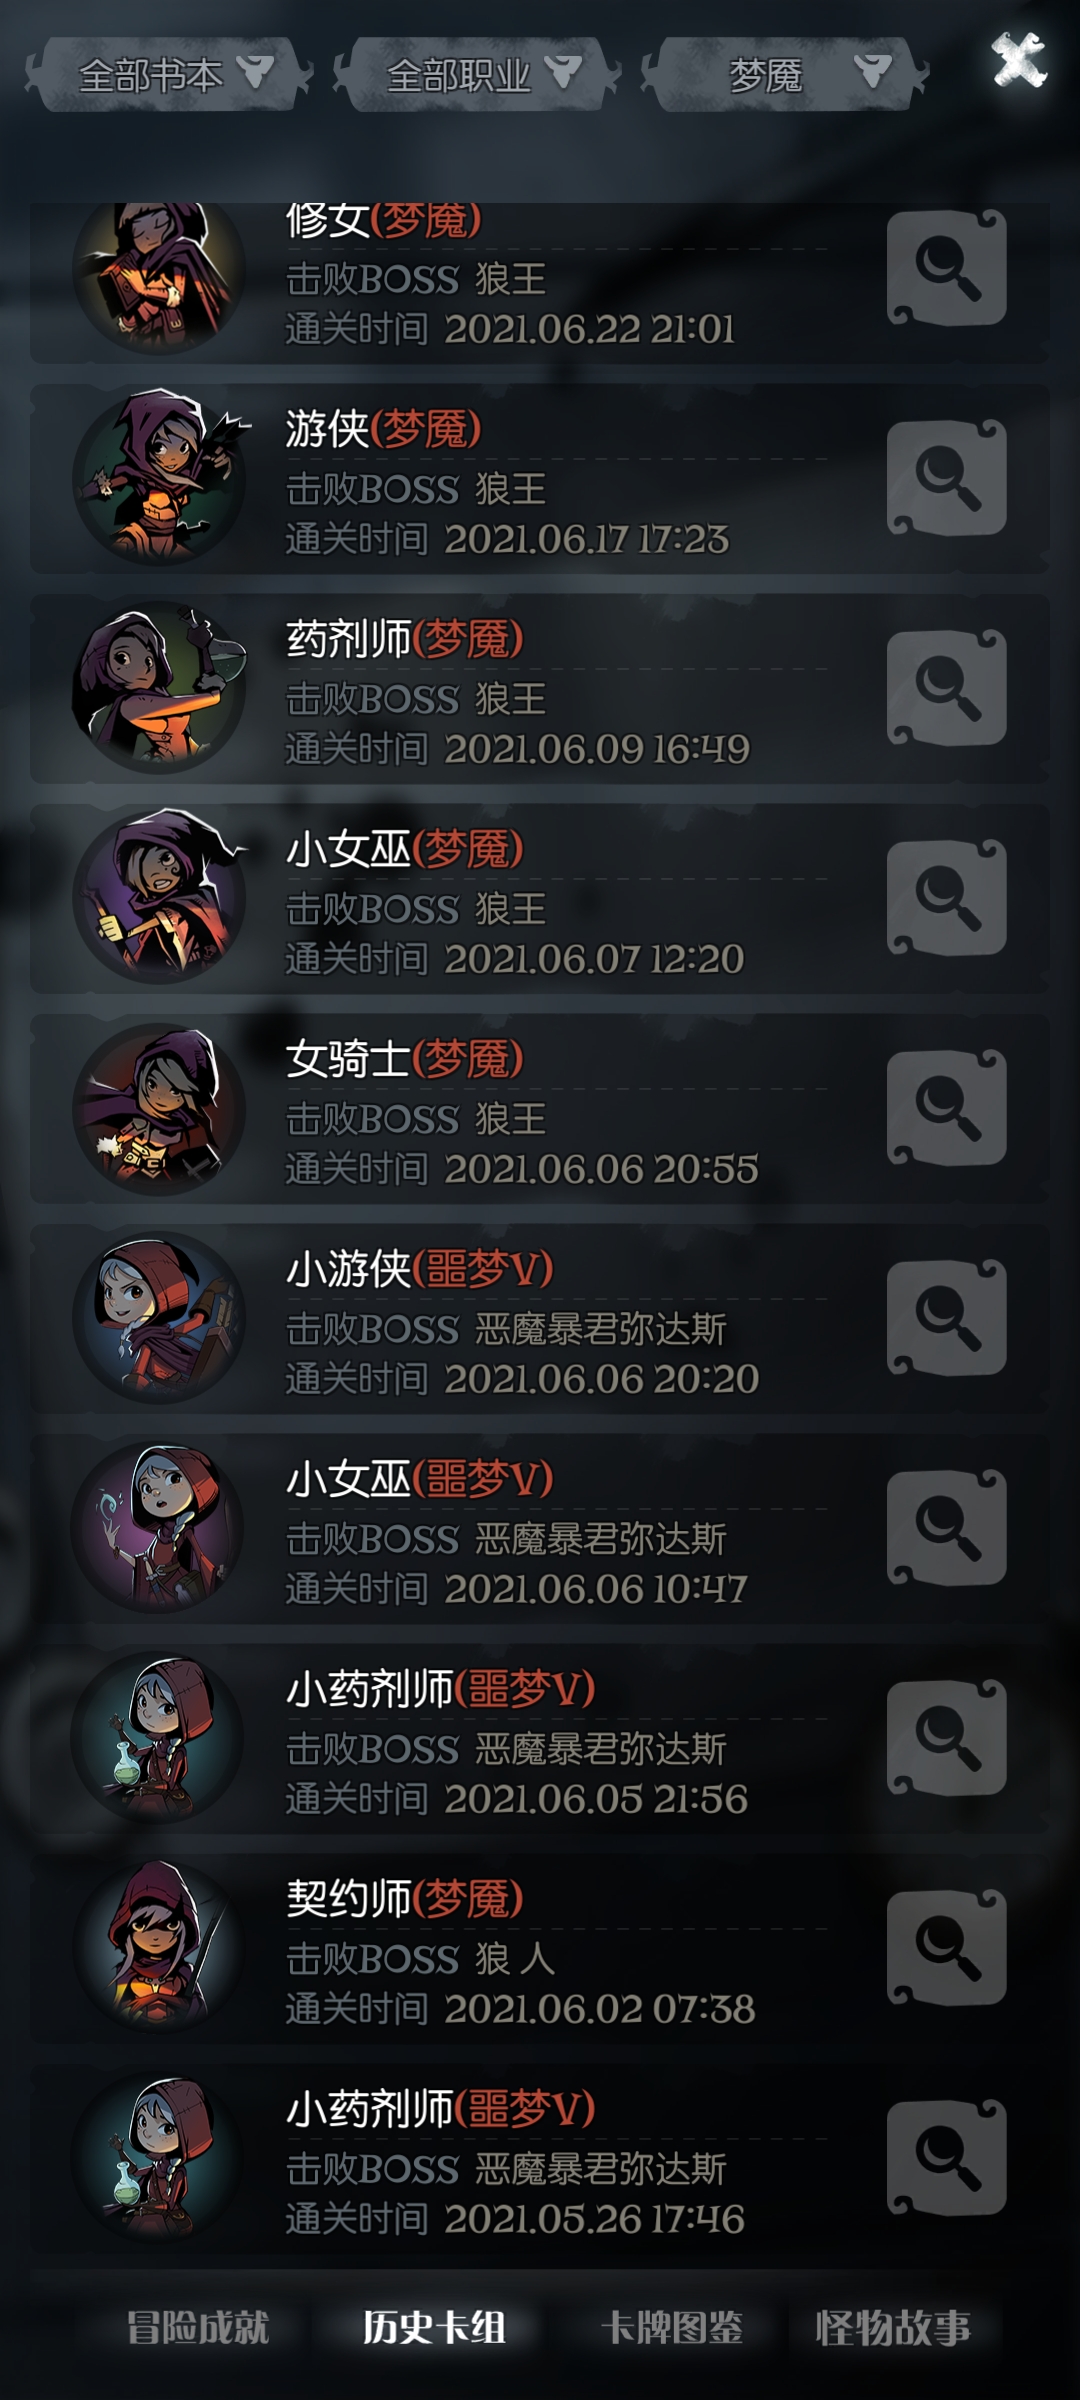 全部书本
全部职业
梦魇
修女(梦魇)
击败BOSS 狼王
通关时间 2021.06.22 21:01
游侠(梦魇)
击败BOSS 狼王
通关时间 2021.06.17 17:23
药剂师(梦魇)
击败BOSS 狼王
通关时间 2021.06.09 16:49
小女巫(梦魇)
击败BOSS 狼王
通关时间 2021.06.07 12:20
女骑士(梦魇)
击败BOSS 狼王
通关时间 2021.06.06 20:55
小游侠(噩梦V)
击败BOSS 恶魔暴君弥达斯
通关时间 2021.06.06 20:20
小女巫(噩梦V)
击败BOSS 恶魔暴君弥达斯
通关时间 2021.06.06 10:47
小药剂师(噩梦V)
击败BOSS 恶魔暴君弥达斯
通关时间 2021.06.05 21:56
契约师(梦魇)
击败BOSS 狼 人
通关时间 2021.06.02 07:38
小药剂师(噩梦V)
击败BOSS 恶魔暴君弥达斯
通关时间 2021.05.26 17:46
冒险成就
历史卡组
卡牌图鉴
怪物故事